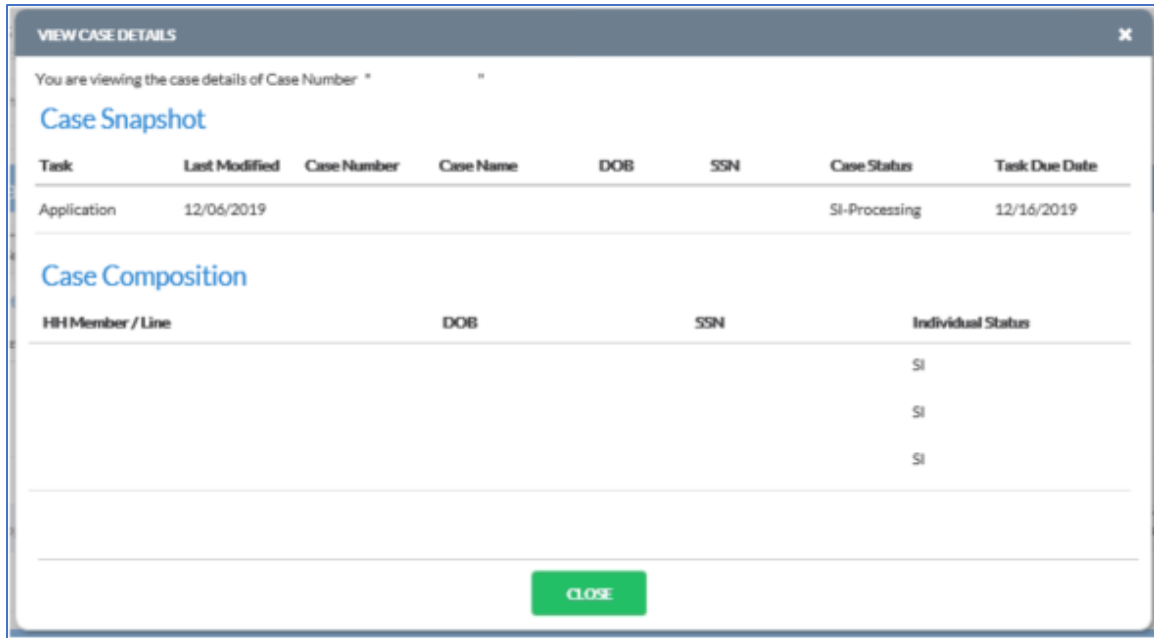 VIEW CASE DETAILS
You are viewing the case details of Case Number " "
Case Snapshot
Task Last Modified Case Number Case Name DOB SSN Case Status Task Due Date
Application 12/06/2019 SI-Processing 12/16/2019
Case Composition
HH Member / Line DOB SSN Individual Status
SI
SI
SI
CLOSE